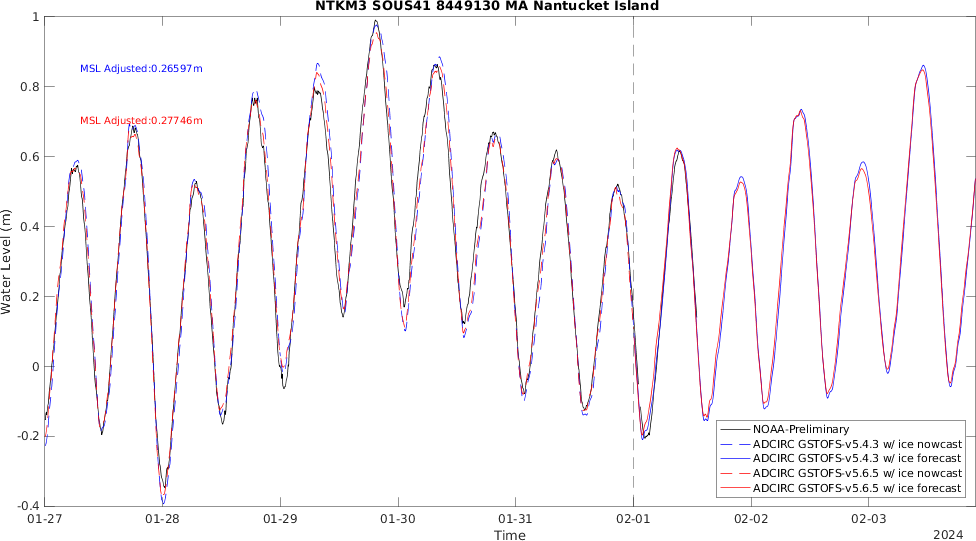 NTKM3 SOUS41 8449130 MA Nantucket Island
MSL Adjusted:0.26597m
MSL Adjusted:0.27746m
Water Level (m)
1
0.8
0.6
0.4
0.2
0
-0.2
-0.4
NOAA-Preliminary
ADCIRC GSTOFS-v5.4.3 w/ ice nowcast
ADCIRC GSTOFS-v5.4.3 w/ ice forecast
ADCIRC GSTOFS-v5.6.5 w/ ice nowcast
ADCIRC GSTOFS-v5.6.5 w/ ice forecast
01-27 01-28 01-29 01-30 01-31 02-01 02-02 02-03
Time
2024